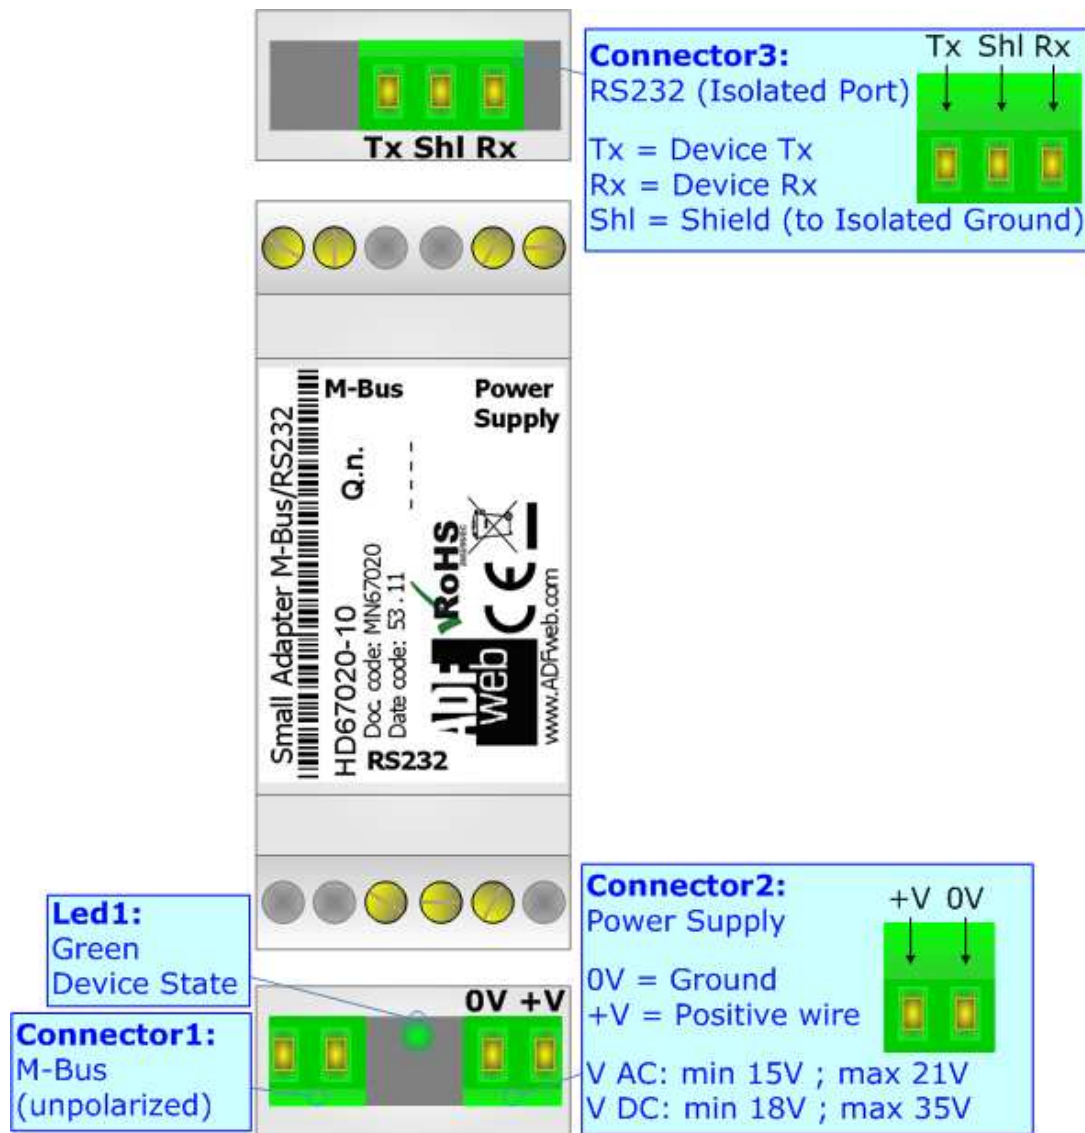 Tx Shl Rx
Connector3:
RS232 (Isolated Port)
Tx = Device Tx
Rx = Device Rx
Shl = Shield (to Isolated Ground)
Tx Shl Rx
M-Bus
Power
Supply
Small Adapter M-Bus/RS232
HD67020-10
Q.n.
Doc. code: MN67020
Date code: 53.11
- - - - -
RoHS
CE
ADF
web
www.ADFweb.com
RS232
Led1:
Green
Device State
Connector1:
M-Bus
(unpolarized)
0V +V
Connector2:
Power Supply
0V = Ground
+V = Positive wire
V AC: min 15V ; max 21V
V DC: min 18V ; max 35V
+V 0V